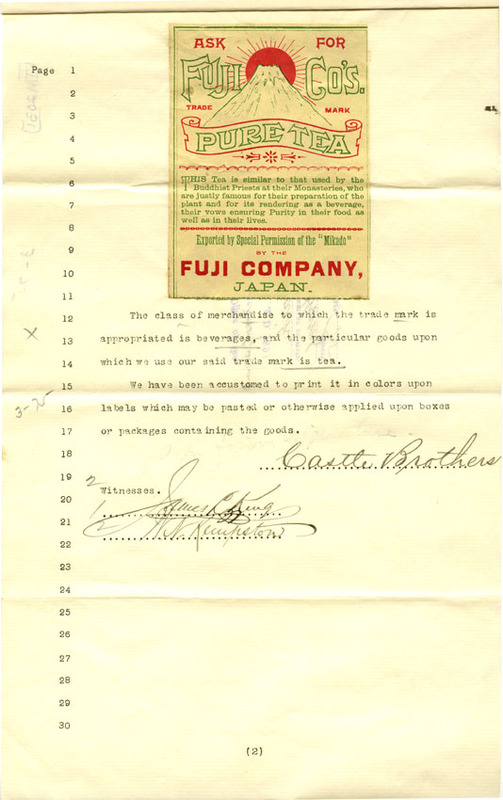 ASK FOR
FUJI CO'S.
TRADE MARK
PURE TEA
THIS Tea is similar to that used by the
Buddhist Priests at their Monasteries, who
are justly famous for their preparation of the
plant and for its rendering as a beverage,
their vows ensuring Purity in their food as
well as in their lives.
Exported by Special Permission of the "Mikado"
BY THE
FUJI COMPANY,
JAPAN.
Page 1
2
3
4
5
6
7
8
9
10
11
12 The class of merchandise to which the trade mark is
13 appropriated is beverages, and the particular goods upon
14 which we use our said trade mark is tea.
15 We have been accustomed to print it in colors upon
16 labels which may be pasted or otherwise applied upon boxes
17 or packages containing the goods.
18 Castle Brothers
19
2 Witnesses.
20 1 James King
21 2
22
23
24
25
26
27
28
29
30
X
3-25
(2)